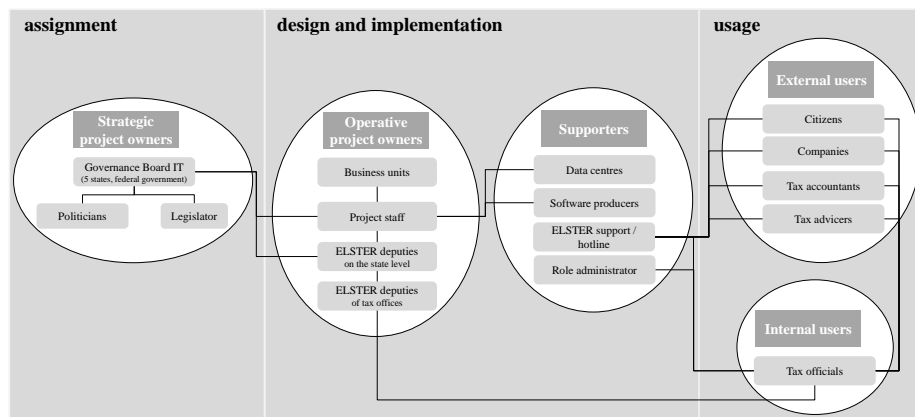 assignment
design and implementation
usage
Strategic
project owners
Governance Board IT
(5 states, federal government)
Politicians
Legislator
Operative
project owners
Business units
Project staff
ELSTER deputies
on the state level
ELSTER deputies
of tax offices
Supporters
Data centres
Software producers
ELSTER support /
hotline
Role administrator
External users
Citizens
Companies
Tax accountants
Tax advicers
Internal users
Tax officials